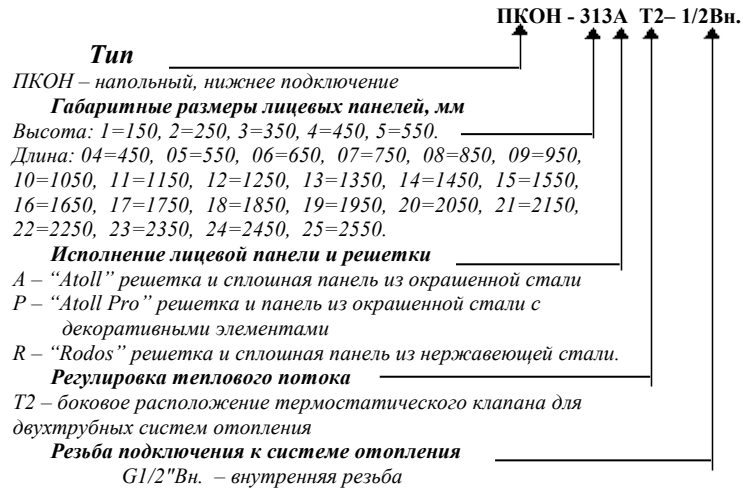 ПКОН - 313А Т2– 1/2Вн.
Тип
ПКОН – напольный, нижнее подключение
Габаритные размеры лицевых панелей, мм
Высота: 1=150, 2=250, 3=350, 4=450, 5=550.
Длина: 04=450, 05=550, 06=650, 07=750, 08=850, 09=950,
10=1050, 11=1150, 12=1250, 13=1350, 14=1450, 15=1550,
16=1650, 17=1750, 18=1850, 19=1950, 20=2050, 21=2150,
22=2250, 23=2350, 24=2450, 25=2550.
Исполнение лицевой панели и решетки
А – “Atoll” решетка и сплошная панель из окрашенной стали
P – “Atoll Pro” решетка и панель из окрашенной стали с
декоративными элементами
R – “Rodos” решетка и сплошная панель из нержавеющей стали.
Регулировка теплового потока
Т2 – боковое расположение термостатического клапана для
двухтрубных систем отопления
Резьба подключения к системе отопления
G1/2"Вн. – внутренняя резьба